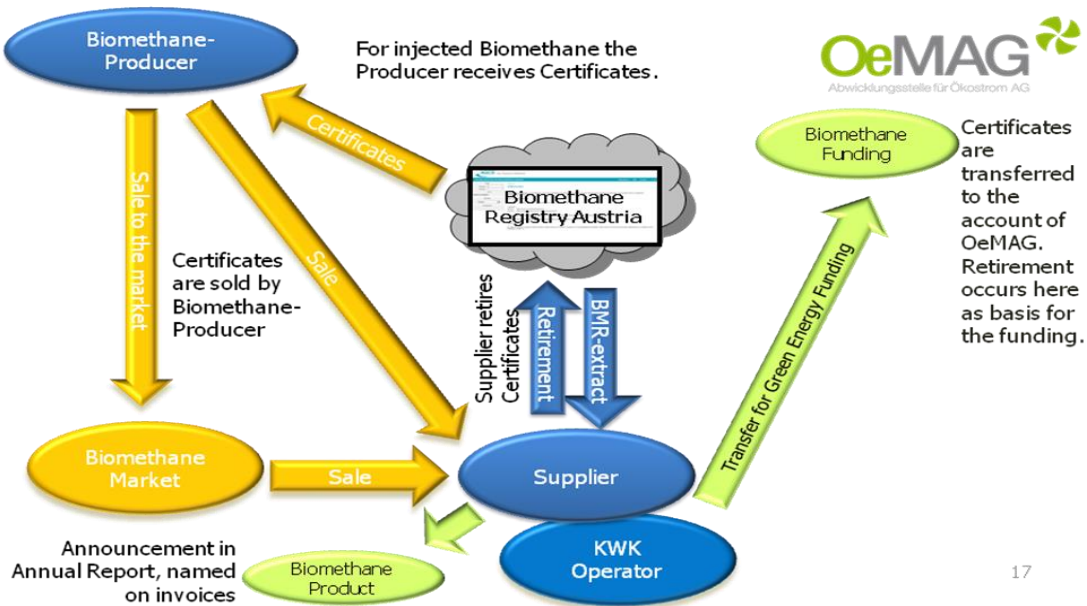 Biomethane-
Producer
For injected Biomethane the
Producer receives Certificates.
OeMAG
Abwicklungsstelle für Ökostrom AG
Certificates
Biomethane
Funding
Certificates
are
transferred
to the
account of
OeMAG.
Retirement
occurs here
as basis for
the funding.
Biomethane
Registry Austria
Sale to the market
Sale
Certificates
are sold by
Biomethane-
Producer
Supplier retires
Certificates
Retirement
BMR-extract
Transfer for Green Energy Funding
Biomethane
Market
Sale
Supplier
KWK
Operator
Announcement in
Annual Report, named
on invoices
Biomethane
Product
17